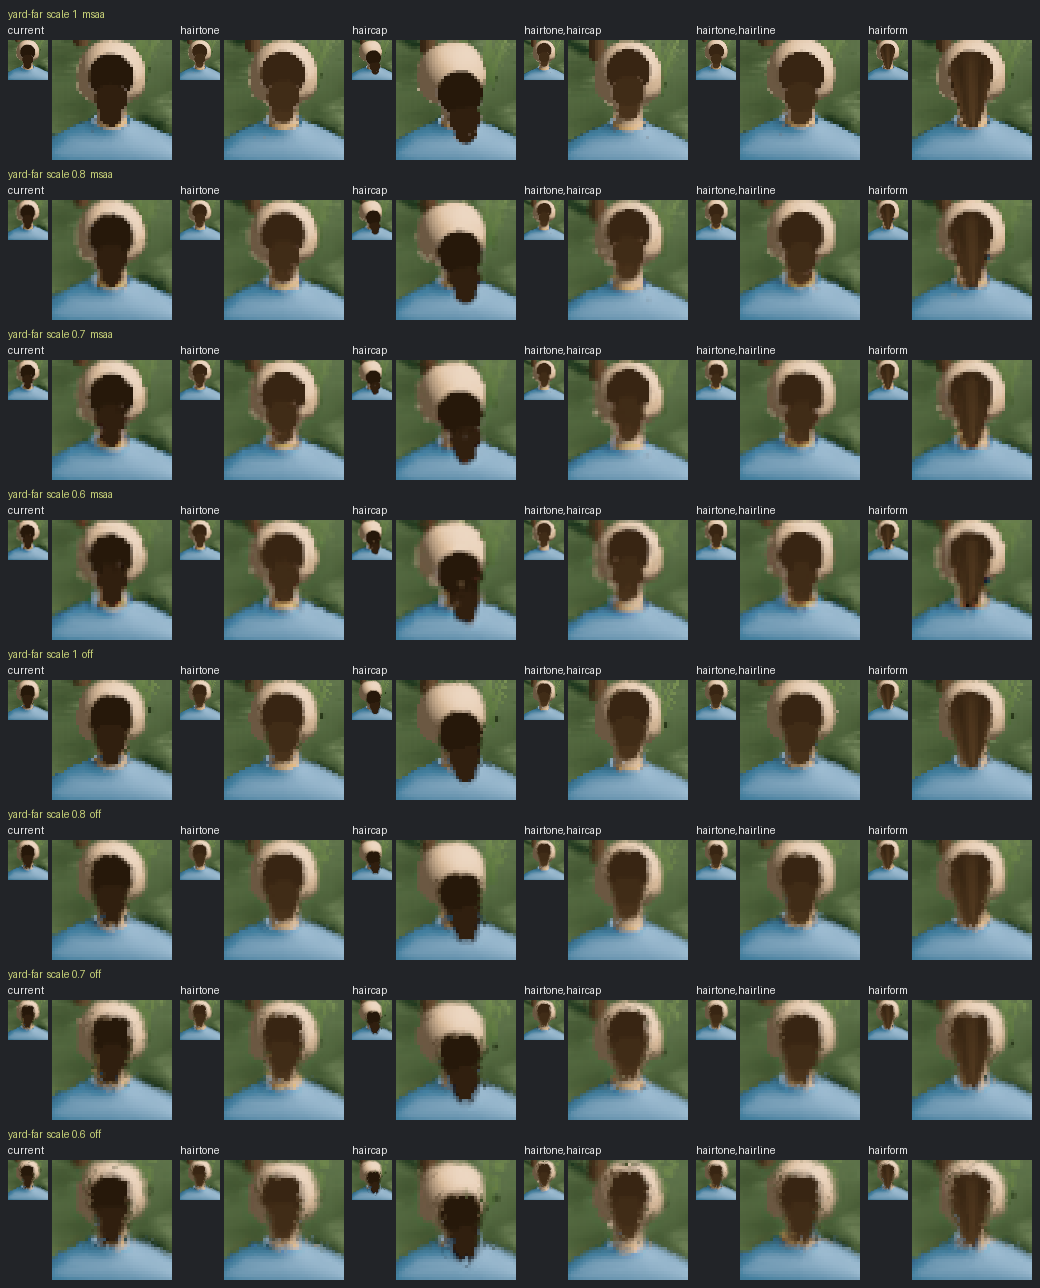 yard-far scale 1 msaa
current hairtone haircap hairtone,haircap hairtone,hairline hairform
yard-far scale 0.8 msaa
current hairtone haircap hairtone,haircap hairtone,hairline hairform
yard-far scale 0.7 msaa
current hairtone haircap hairtone,haircap hairtone,hairline hairform
yard-far scale 0.6 msaa
current hairtone haircap hairtone,haircap hairtone,hairline hairform
yard-far scale 1 off
current hairtone haircap hairtone,haircap hairtone,hairline hairform
yard-far scale 0.8 off
current hairtone haircap hairtone,haircap hairtone,hairline hairform
yard-far scale 0.7 off
current hairtone haircap hairtone,haircap hairtone,hairline hairform
yard-far scale 0.6 off
current hairtone haircap hairtone,haircap hairtone,hairline hairform